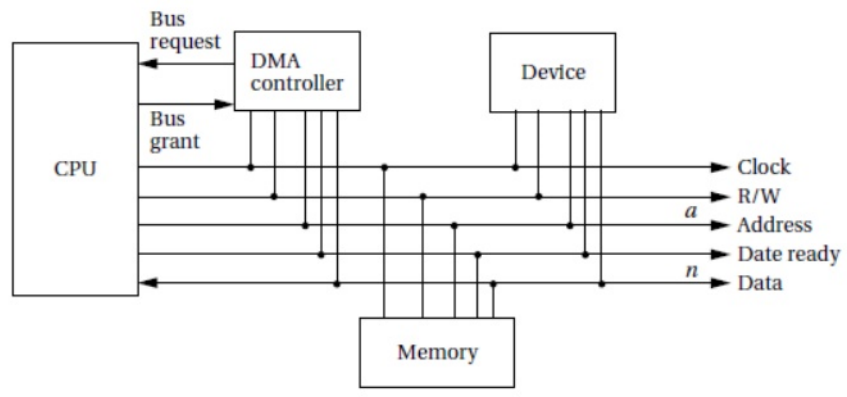 Bus
request
DMA
controller
Device
Bus
grant
CPU
Clock
R/W
a
Address
Date ready
n
Data
Memory